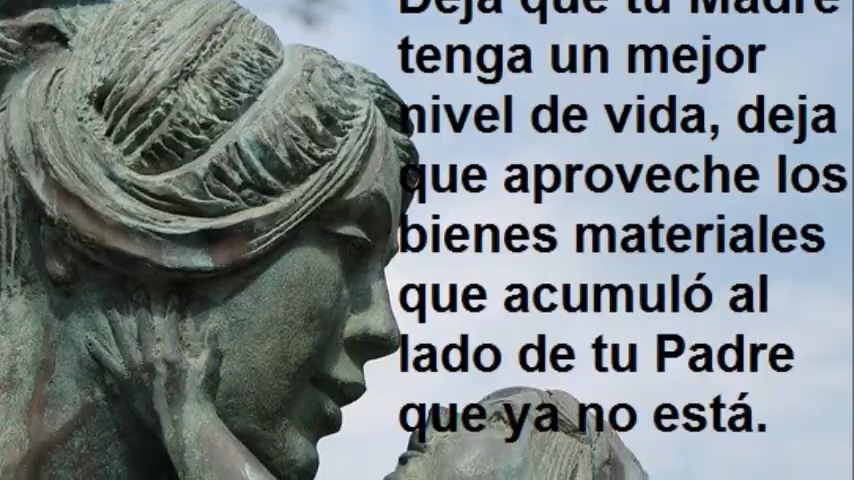 Deja que tu Madre
tenga un mejor
nivel de vida, deja
que aproveche los
bienes materiales
que acumuló al
lado de tu Padre
que ya no está.